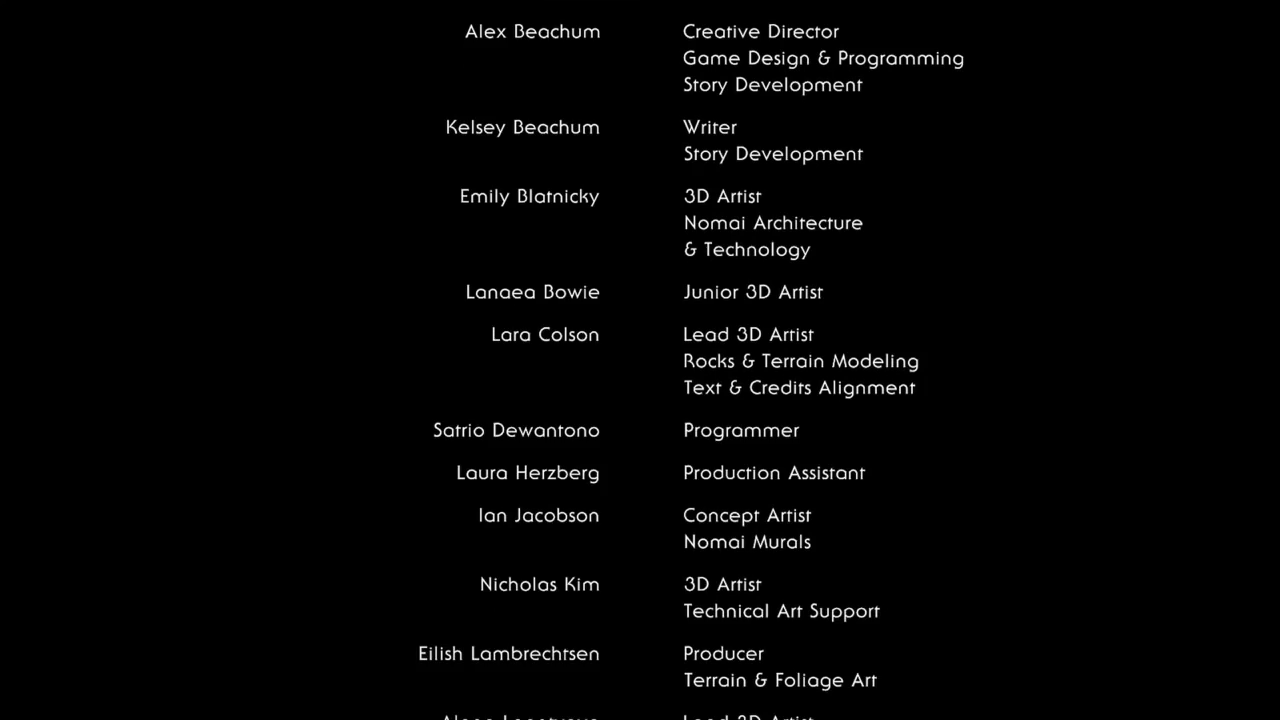 Alex Beachum Creative Director
Game Design & Programming
Story Development
Kelsey Beachum Writer
Story Development
Emily Blatnicky 3D Artist
Nomai Architecture
& Technology
Lanaea Bowie Junior 3D Artist
Lara Colson Lead 3D Artist
Rocks & Terrain Modeling
Text & Credits Alignment
Satrio Dewantono Programmer
Laura Herzberg Production Assistant
Ian Jacobson Concept Artist
Nomai Murals
Nicholas Kim 3D Artist
Technical Art Support
Eilish Lambrechtsen Producer
Terrain & Foliage Art
Lead 3D Artist